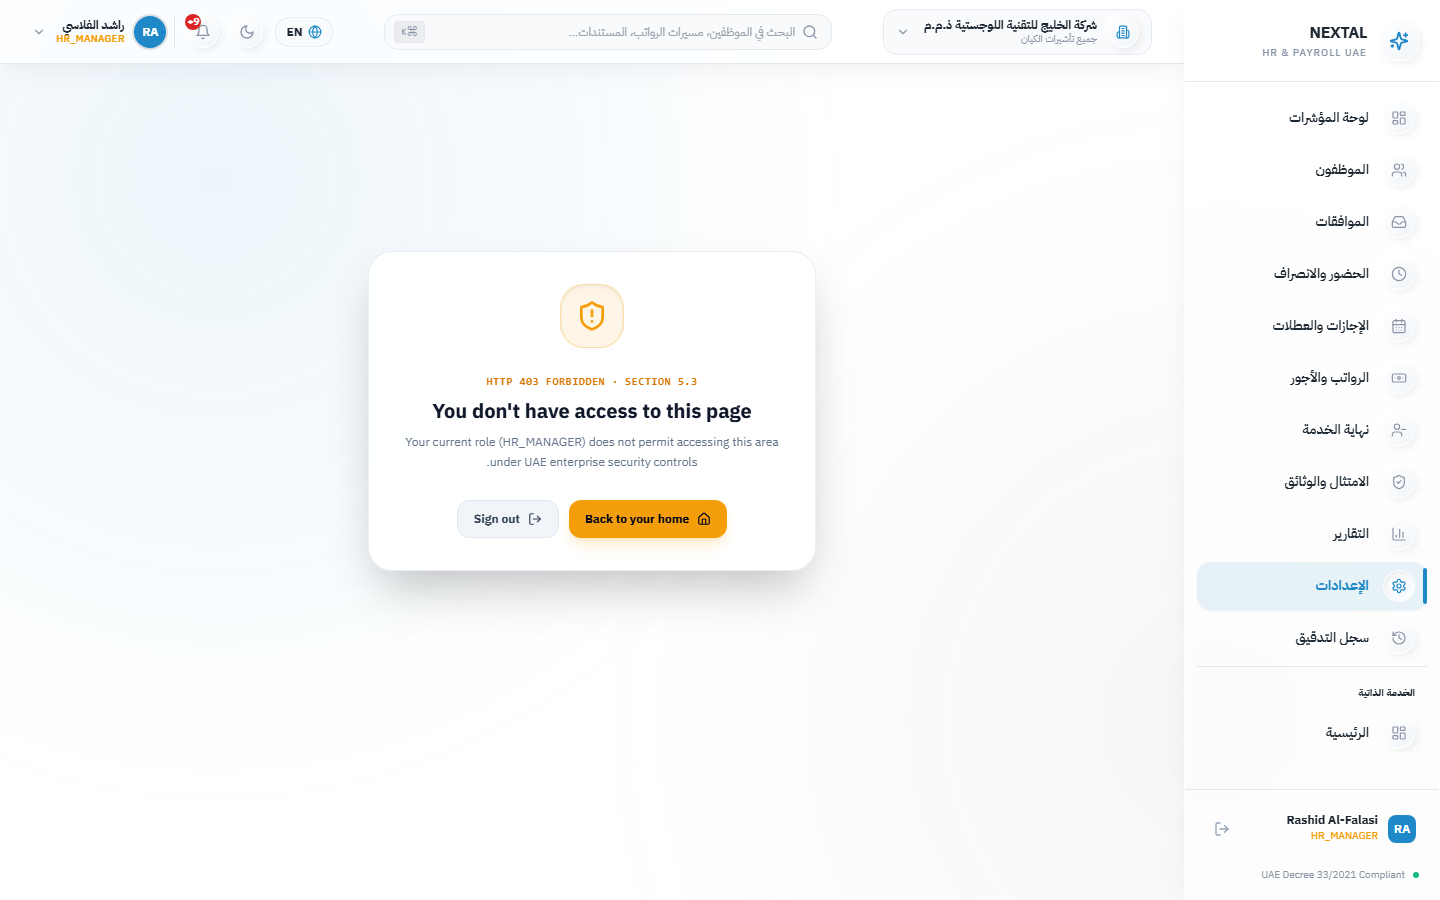 NEXTAL
HR & PAYROLL UAE
شركة الخليج للتقنية اللوجستية ذ.م.م
جميع تأشيرات الكيان
البحث في الموظفين، مسيرات الرواتب، المستندات...
⌘K
EN
+9
RA
راشد الفلاسي
HR_MANAGER
لوحة المؤشرات
الموظفون
الموافقات
الحضور والانصراف
الإجازات والعطلات
الرواتب والأجور
نهاية الخدمة
الامتثال والوثائق
التقارير
الإعدادات
سجل التدقيق
الخدمة الذاتية
الرئيسية
Rashid Al-Falasi
HR_MANAGER
RA
UAE Decree 33/2021 Compliant
HTTP 403 FORBIDDEN · SECTION 5.3
You don't have access to this page
Your current role (HR_MANAGER) does not permit accessing this area
.under UAE enterprise security controls
Back to your home
Sign out